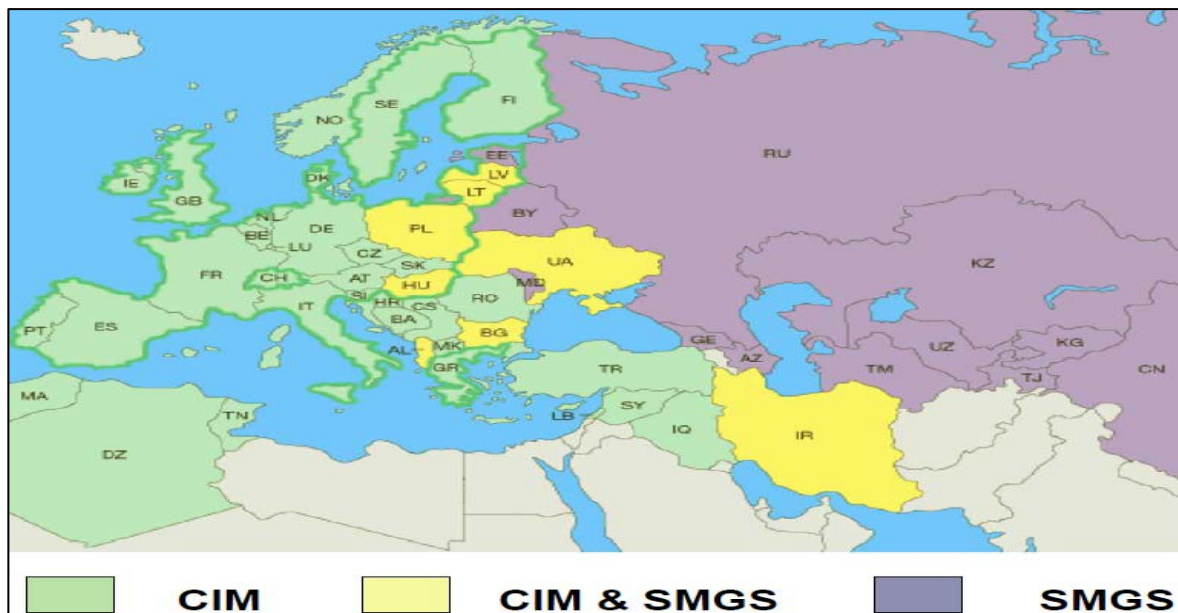 SE
FI
NO
RU
EE
LV
DK
LT
IE
GB
BY
NL
DE
PL
BE
LU
CZ
UA
KZ
SK
FR
CH
AT
HU
MD
SI
RO
IT
HR
CS
BA
PT
ES
BG
GE
UZ
KG
AL
MK
AZ
TM
TJ
CN
GR
TR
MA
TN
LB
SY
IQ
IR
DZ
CIM
CIM & SMGS
SMGS